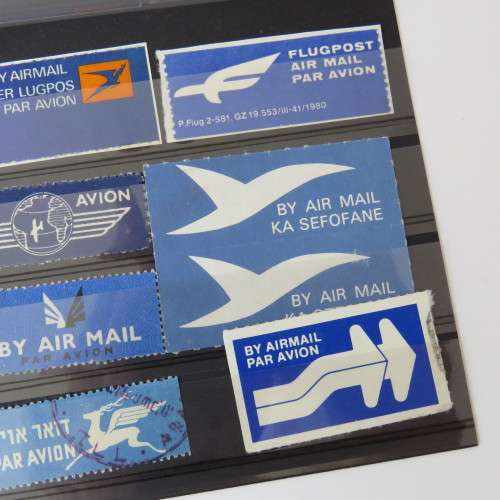 BY AIRMAIL
PER LUGPOS
PAR AVION
FLUGPOST
AIR MAIL
PAR AVION
P.Flug 2-581. GZ 19.553/III-41/1980
AVION
BY AIR MAIL
KA SEFOFANE
BY AIR MAIL
KA
BY AIR MAIL
PAR AVION
BY AIRMAIL
PAR AVION
דואר אוי
PAR AVION